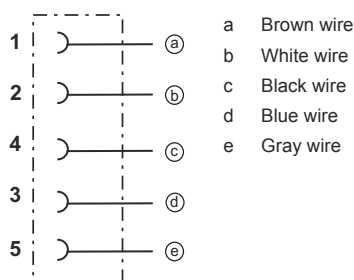 1 ⓐ
2 ⓑ
4 ⓒ
3 ⓓ
5 ⓔ
a Brown wire
b White wire
c Black wire
d Blue wire
e Gray wire